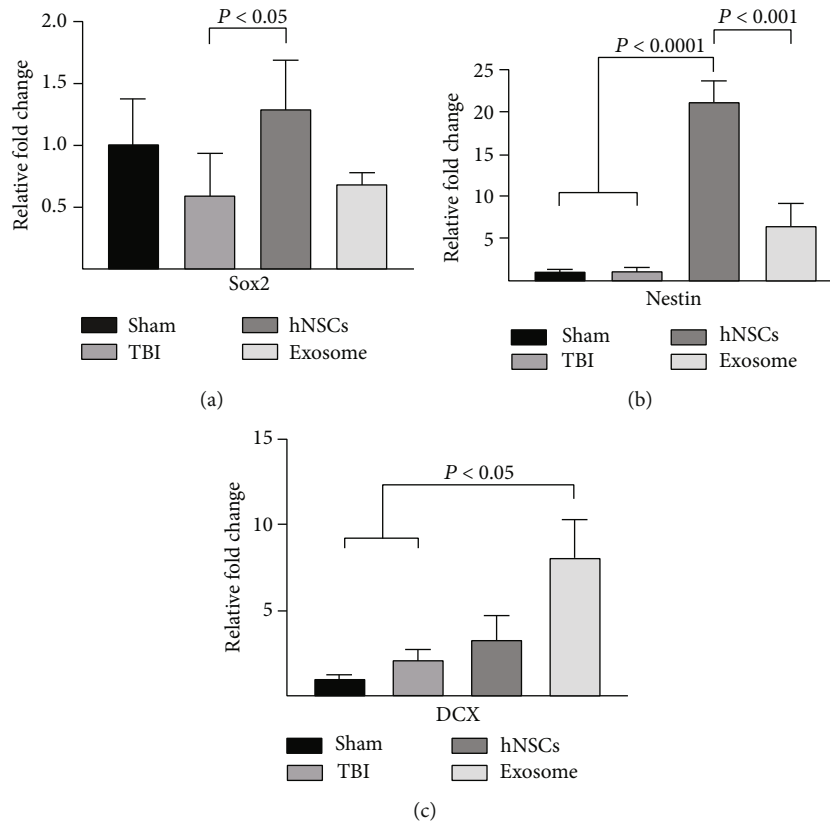 P < 0.05
2.0
1.5
1.0
0.5
Relative fold change
Sox2
Sham
hNSCs
TBI
Exosome
(a)
P < 0.001
P < 0.0001
25
20
15
10
5
Relative fold change
Nestin
Sham
hNSCs
TBI
Exosome
(b)
15
P < 0.05
10
5
Relative fold change
DCX
Sham
hNSCs
TBI
Exosome
(c)